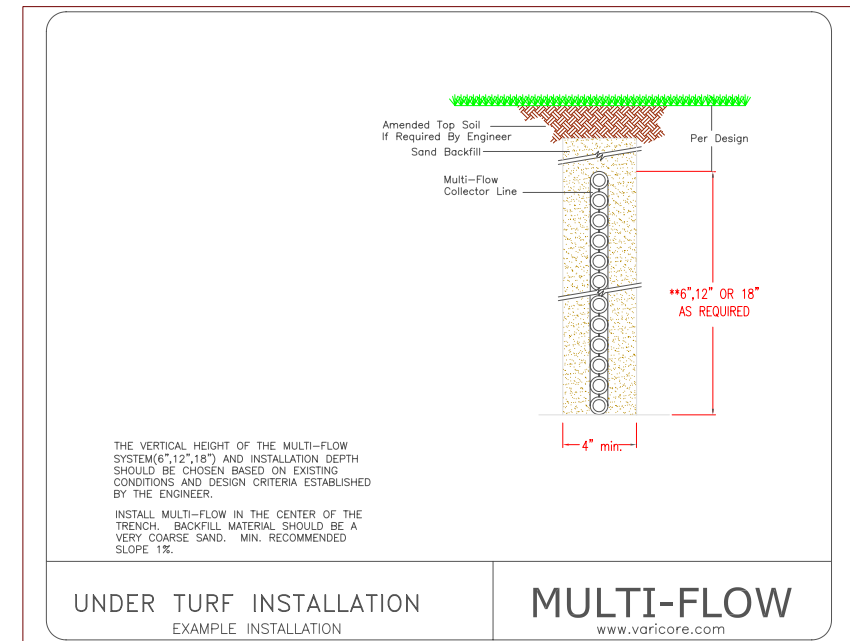 Amended Top Soil
If Required By Engineer
Sand Backfill
Per Design
Multi-Flow
Collector Line
**6",12" OR 18"
AS REQUIRED
4" min.
THE VERTICAL HEIGHT OF THE MULTI-FLOW
SYSTEM(6",12",18") AND INSTALLATION DEPTH
SHOULD BE CHOSEN BASED ON EXISTING
CONDITIONS AND DESIGN CRITERIA ESTABLISHED
BY THE ENGINEER.
INSTALL MULTI-FLOW IN THE CENTER OF THE
TRENCH. BACKFILL MATERIAL SHOULD BE A
VERY COARSE SAND. MIN. RECOMMENDED
SLOPE 1%.
UNDER TURF INSTALLATION
EXAMPLE INSTALLATION
MULTI-FLOW
www.varicore.com